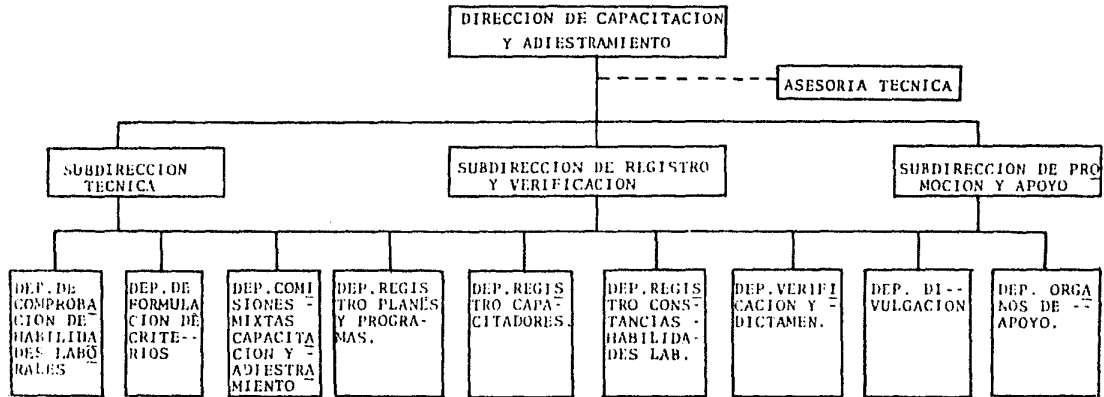 DIRECCION DE CAPACITACION
Y ADIESTRAMIENTO
ASESORIA TECNICA
SUBDIRECCION
TECNICA
SUBDIRECCION DE REGISTRO
Y VERIFICACION
SUBDIRECCION DE PRO
MOCION Y APOYO
DEP. DE
COMPROBA
CION DE
HABILIDA
DES LABO
RALES
DEP. DE
FORMULA
CION DE
CRITE--
RIOS
DEP. COMI
SIONES -
MIXTAS
CAPACITA
CION Y -
ADIESTRA
MIENTO
DEP. REGIS
TRO PLANES
Y PROGRA-
MAS.
DEP. REGIS
TRO CAPA-
CITADORES.
DEP. REGIS
TRO CONS-
TANCIAS -
HABILIDA-
DES LAB.
DEP. VERIFI
CACION Y -
DICTAMEN.
DEP. DI--
VULGACION
DEP. ORGA
NOS DE --
APOYO.